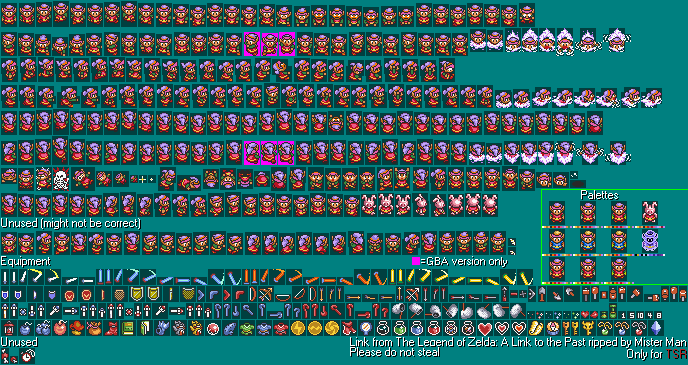 Palettes
Unused (might not be correct)
Equipment
=GBA version only
Unused
Link from The Legend of Zelda: A Link to the Past ripped by Mister Man
Please do not steal
Only for TSR